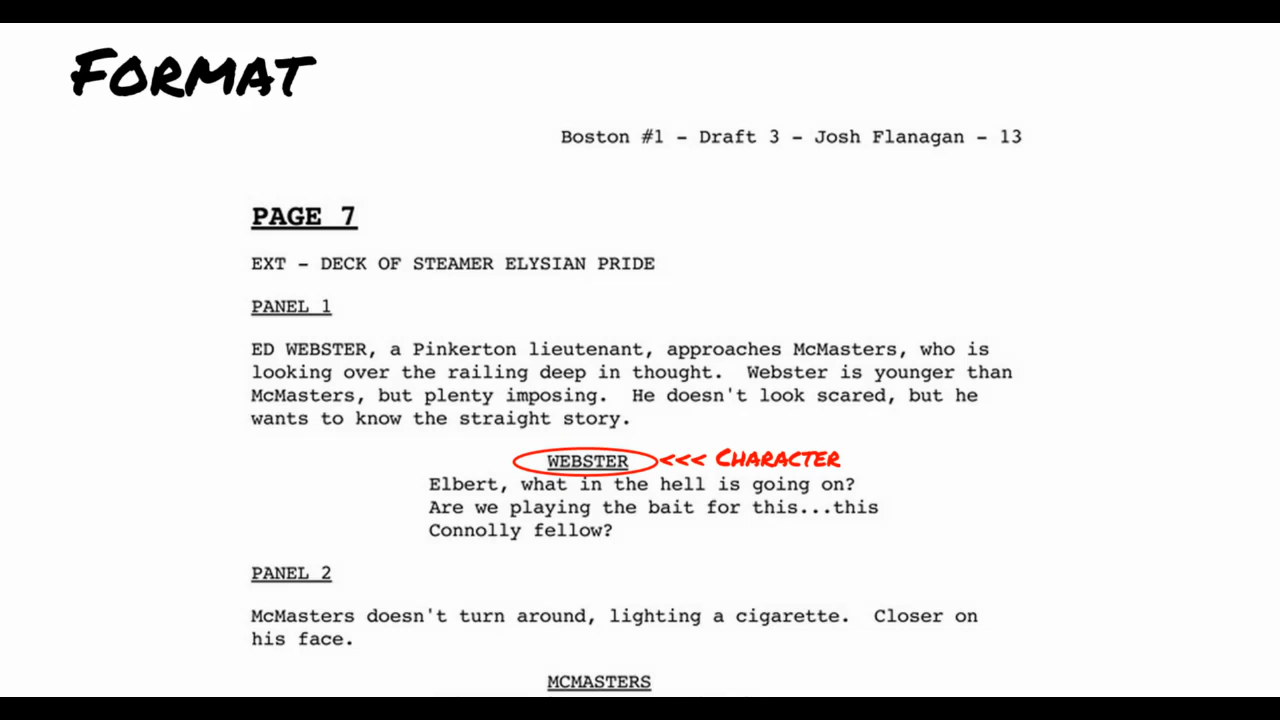 FORMAT
Boston #1 - Draft 3 - Josh Flanagan - 13
PAGE 7
EXT - DECK OF STEAMER ELYSIAN PRIDE
PANEL 1
ED WEBSTER, a Pinkerton lieutenant, approaches McMasters, who is
looking over the railing deep in thought.  Webster is younger than
McMasters, but plenty imposing.  He doesn't look scared, but he
wants to know the straight story.
WEBSTER <<< CHARACTER
Elbert, what in the hell is going on?
Are we playing the bait for this...this
Connolly fellow?
PANEL 2
McMasters doesn't turn around, lighting a cigarette.  Closer on
his face.
MCMASTERS